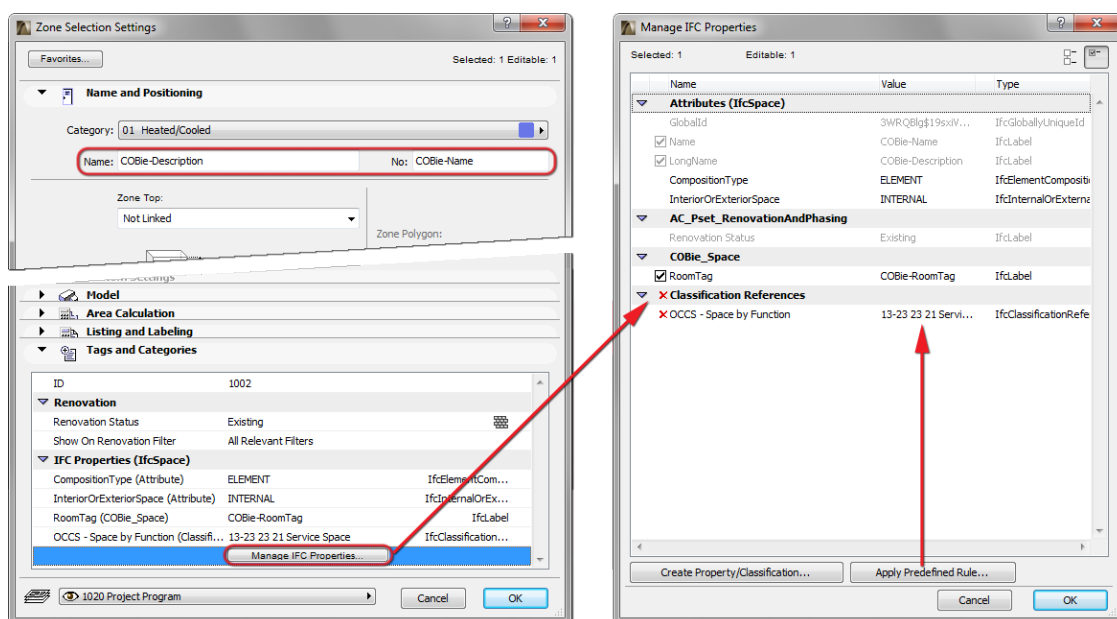 Zone Selection Settings
Favorites...
Selected: 1 Editable: 1
Name and Positioning
Category: 01 Heated/Cooled
Name: COBie-Description No: COBie-Name
Zone Top:
Not Linked
Zone Polygon:
Model
Area Calculation
Listing and Labeling
Tags and Categories
ID 1002
Renovation
Renovation Status Existing
Show On Renovation Filter All Relevant Filters
IFC Properties (IfcSpace)
CompositionType (Attribute) ELEMENT IfcElementCom...
InteriorOrExteriorSpace (Attribute) INTERNAL IfcInternalOrEx...
RoomTag (COBie_Space) COBie-RoomTag IfcLabel
OCCS - Space by Function (Classifi... 13-23 23 21 Service Space IfcClassification...
Manage IFC Properties...
1020 Project Program
Cancel OK
Manage IFC Properties
Selected: 1 Editable: 1
Name Value Type
Attributes (IfcSpace)
GlobalId 3WRQBlg$19sxiV... IfcGloballyUniqueId
Name COBie-Name IfcLabel
LongName COBie-Description IfcLabel
CompositionType ELEMENT IfcElementCompositi
InteriorOrExteriorSpace INTERNAL IfcInternalOrExterna
AC_Pset_RenovationAndPhasing
Renovation Status Existing IfcLabel
COBie_Space
RoomTag COBie-RoomTag IfcLabel
Classification References
OCCS - Space by Function 13-23 23 21 Servi... IfcClassificationRefe
Create Property/Classification... Apply Predefined Rule...
Cancel OK